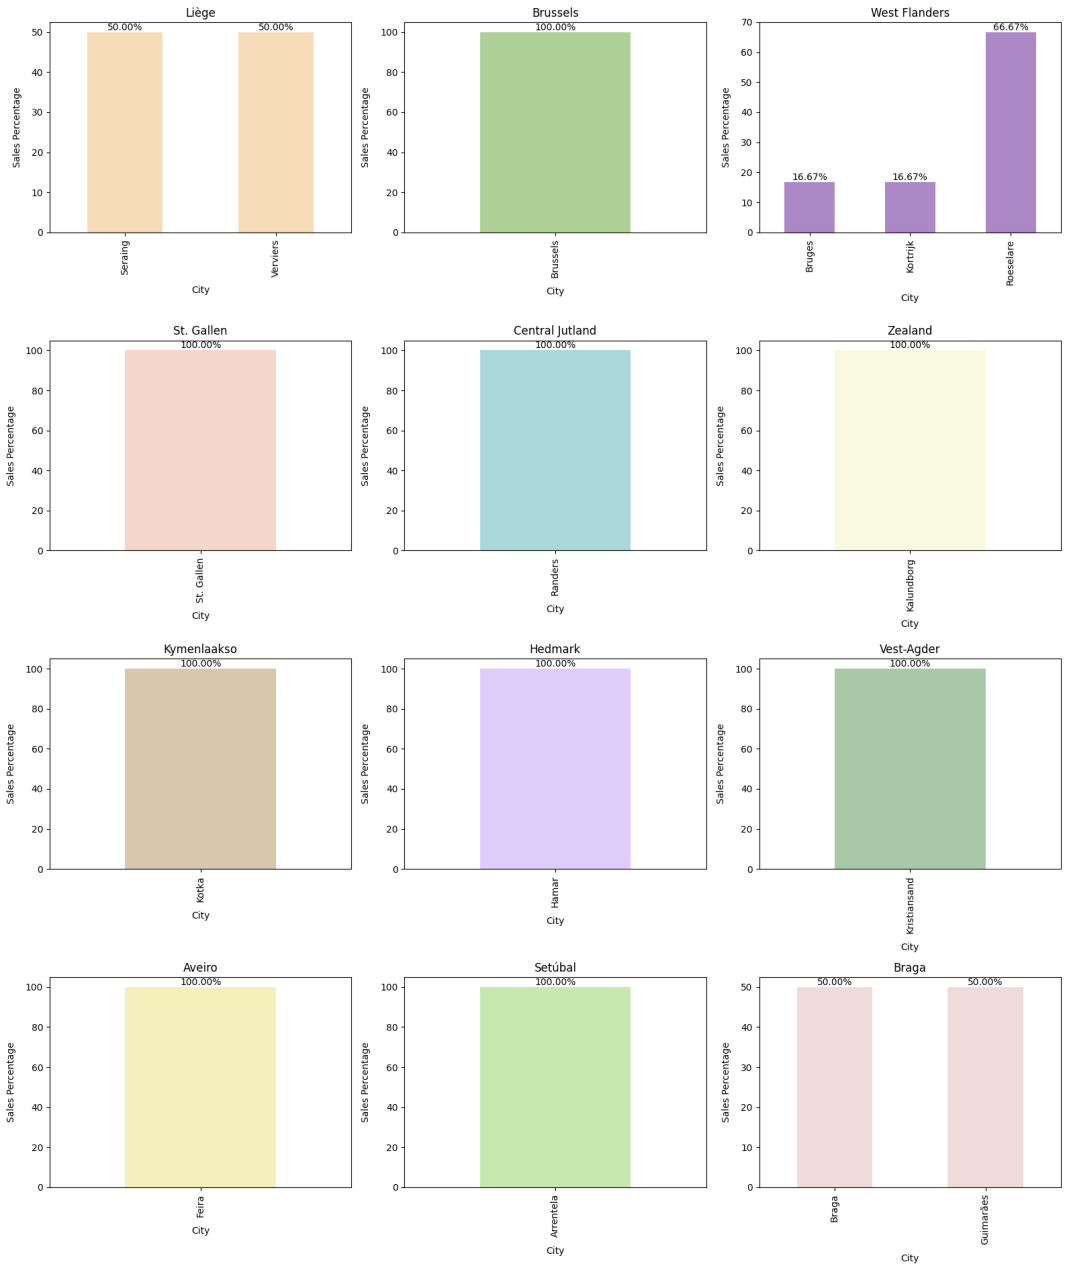 Liège
50.00% 50.00%
Sales Percentage
50
40
30
20
10
0
Seraing
Verviers
City
Brussels
100.00%
Sales Percentage
100
80
60
40
20
0
Brussels
City
West Flanders
66.67%
16.67% 16.67%
Sales Percentage
70
60
50
40
30
20
10
0
Bruges
Kortrijk
Roeselare
City
St. Gallen
100.00%
Sales Percentage
100
80
60
40
20
0
St. Gallen
City
Central Jutland
100.00%
Sales Percentage
100
80
60
40
20
0
Randers
City
Zealand
100.00%
Sales Percentage
100
80
60
40
20
0
Kalundborg
City
Kymenlaakso
100.00%
Sales Percentage
100
80
60
40
20
0
Kotka
City
Hedmark
100.00%
Sales Percentage
100
80
60
40
20
0
Hamar
City
Vest-Agder
100.00%
Sales Percentage
100
80
60
40
20
0
Kristiansand
City
Aveiro
100.00%
Sales Percentage
100
80
60
40
20
0
Feira
City
Setúbal
100.00%
Sales Percentage
100
80
60
40
20
0
Arrentela
City
Braga
50.00% 50.00%
Sales Percentage
50
40
30
20
10
0
Braga
Guimarães
City